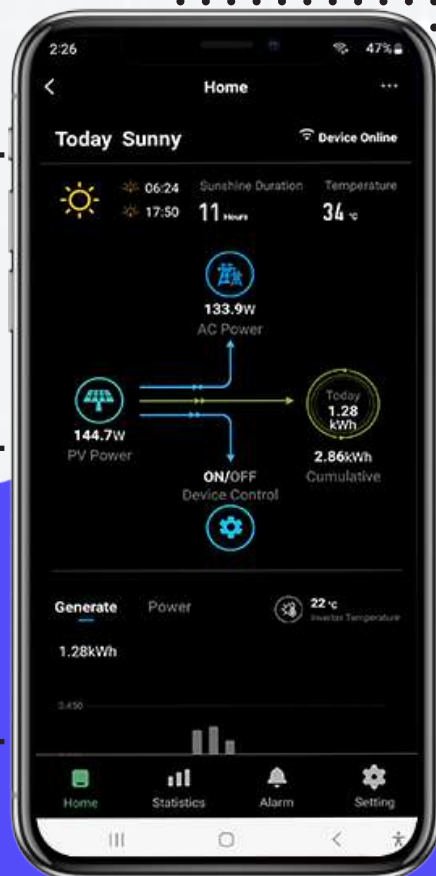 2:26 47%
Home
Today Sunny Device Online
06:24 Sunshine Duration Temperature
17:50 11 Hours 34 °C
133.9W
AC Power
Today
1.28
kWh
144.7W
PV Power
2.86kWh
Cumulative
ON/OFF
Device Control
Generate Power 22 °C
Inverter Temperature
1.28kWh
3.450
Home Statistics Alarm Setting